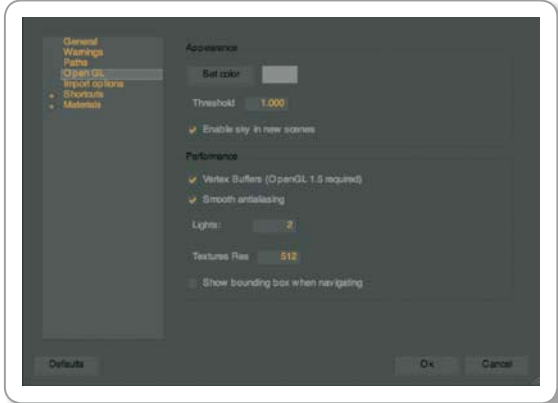 General
Warnings
Paths
Open GL
Import options
Shortcuts
Materials
Appearance
Set color
Threshold 1.000
Enable sky in new scenes
Performance
Vertex Buffers (OpenGL 1.5 required)
Smooth antialiasing
Lights: 2
Textures Res 512
Show bounding box when navigating
Defaults
Ok
Cancel